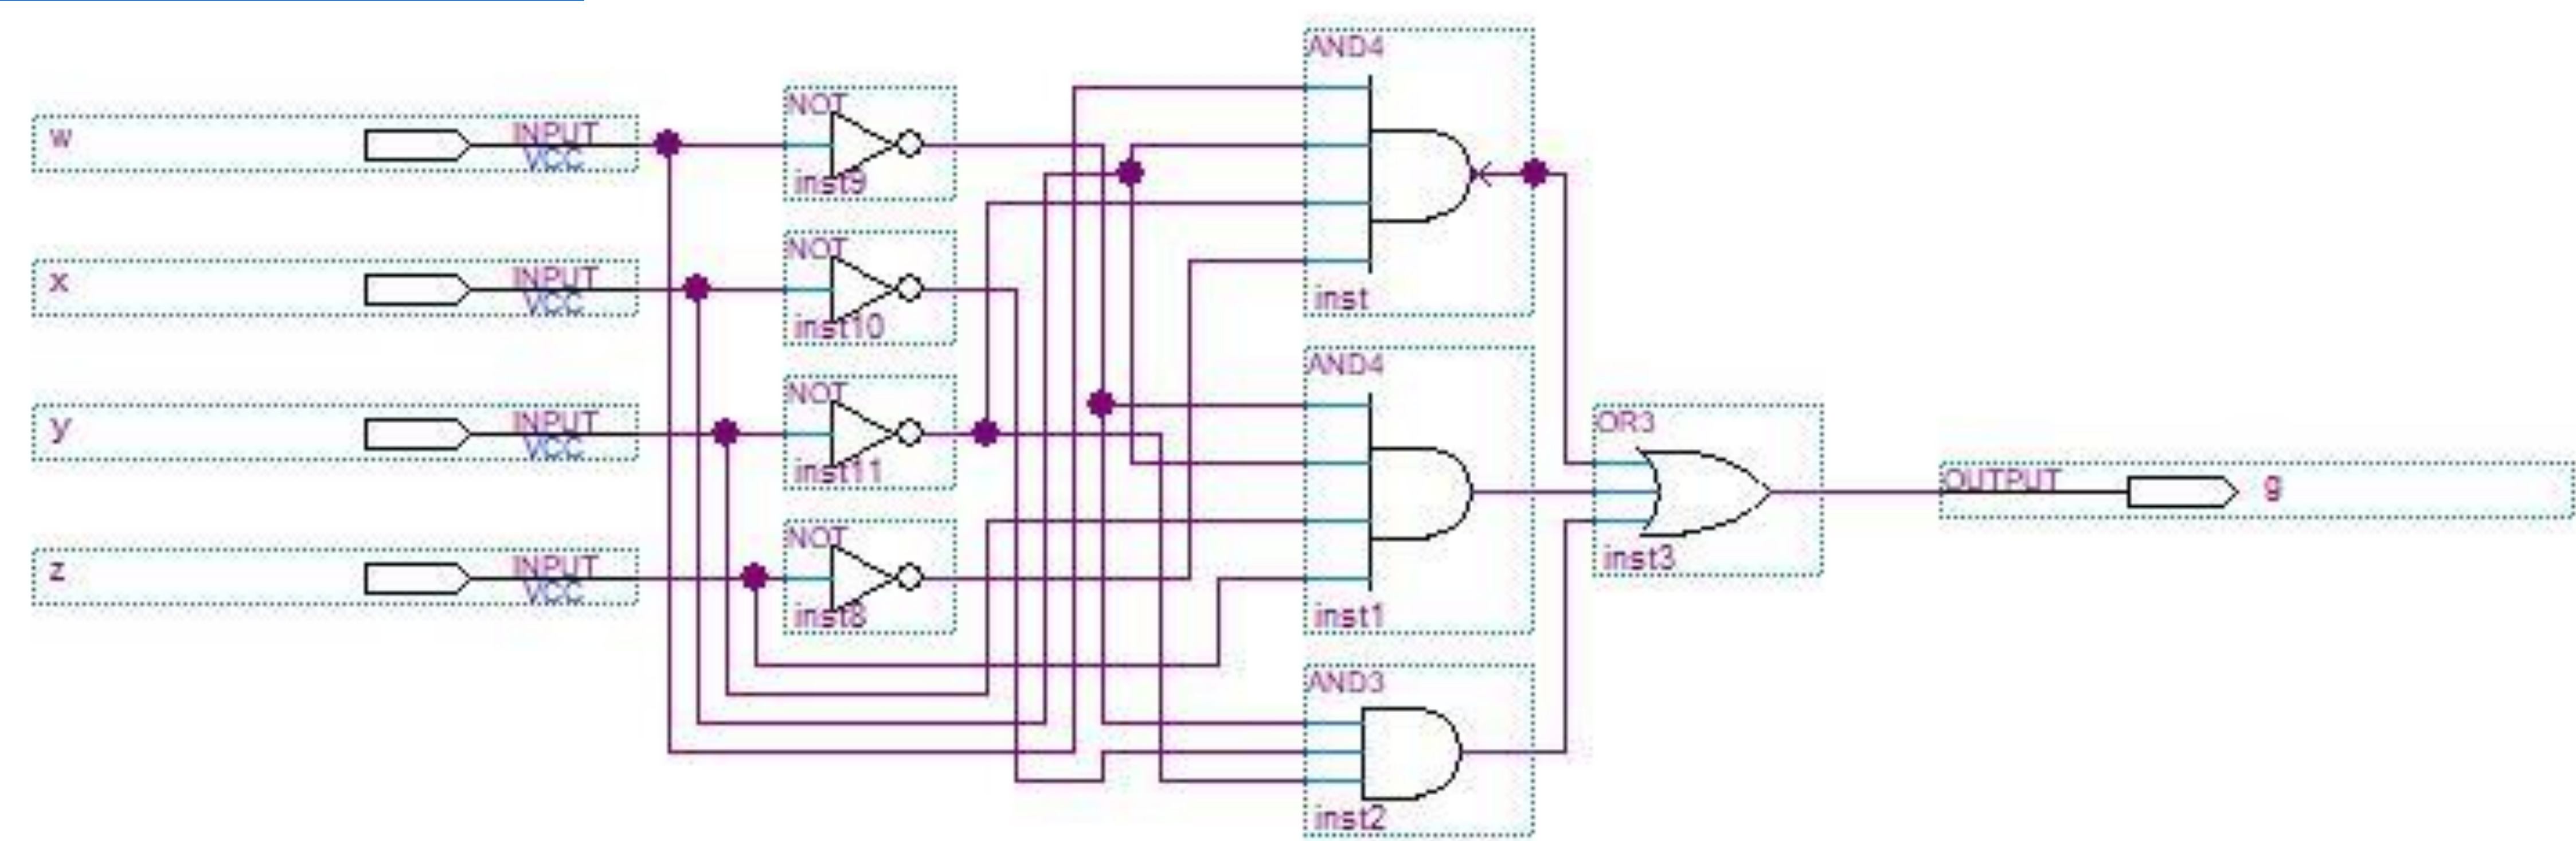 w
INPUT
VCC
x
INPUT
VCC
y
INPUT
VCC
z
INPUT
VCC
NOT
inst9
NOT
inst10
NOT
inst11
NOT
inst8
AND4
inst
AND4
inst1
AND3
inst2
OR3
inst3
OUTPUT
g